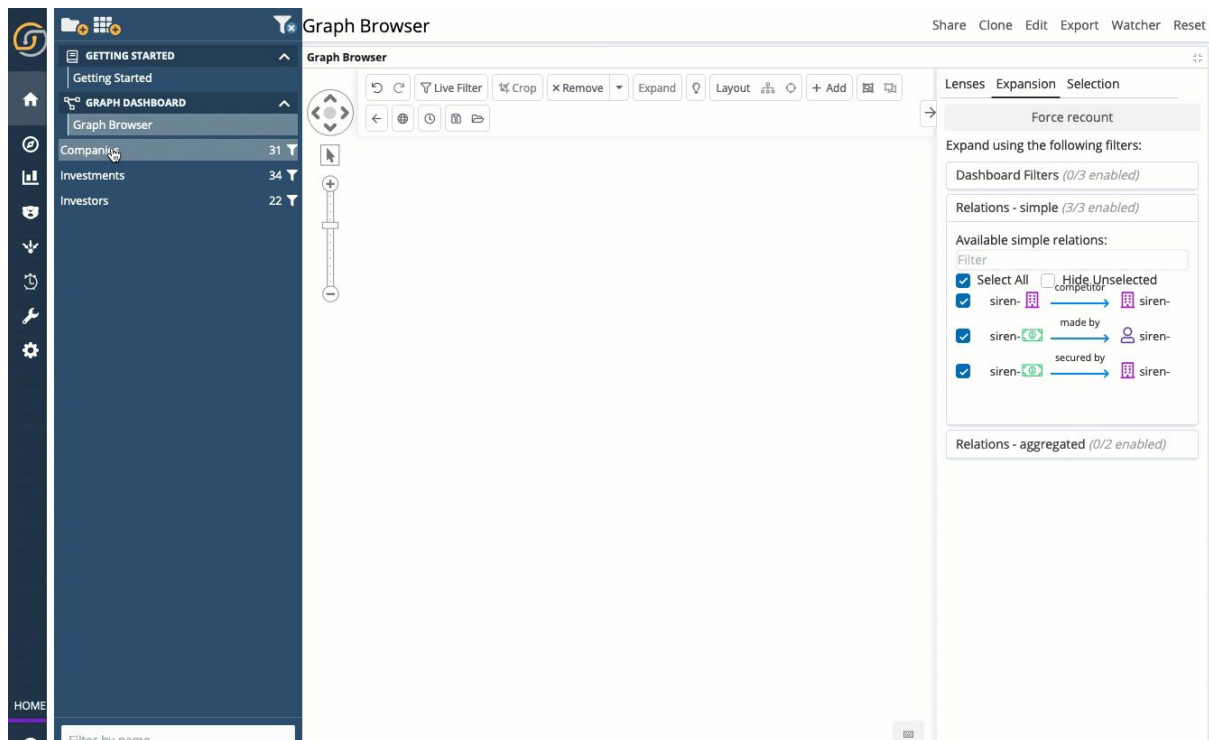 Graph Browser
Share Clone Edit Export Watcher Reset
GETTING STARTED
Getting Started
GRAPH DASHBOARD
Graph Browser
Companies 31
Investments 34
Investors 22
HOME
Filter by name
Graph Browser
Live Filter Crop × Remove Expand Layout + Add
Lenses Expansion Selection
Force recount
Expand using the following filters:
Dashboard Filters (0/3 enabled)
Relations - simple (3/3 enabled)
Available simple relations:
Filter
Select All Hide Unselected
competitor
siren- siren-
made by
siren- siren-
secured by
siren- siren-
Relations - aggregated (0/2 enabled)